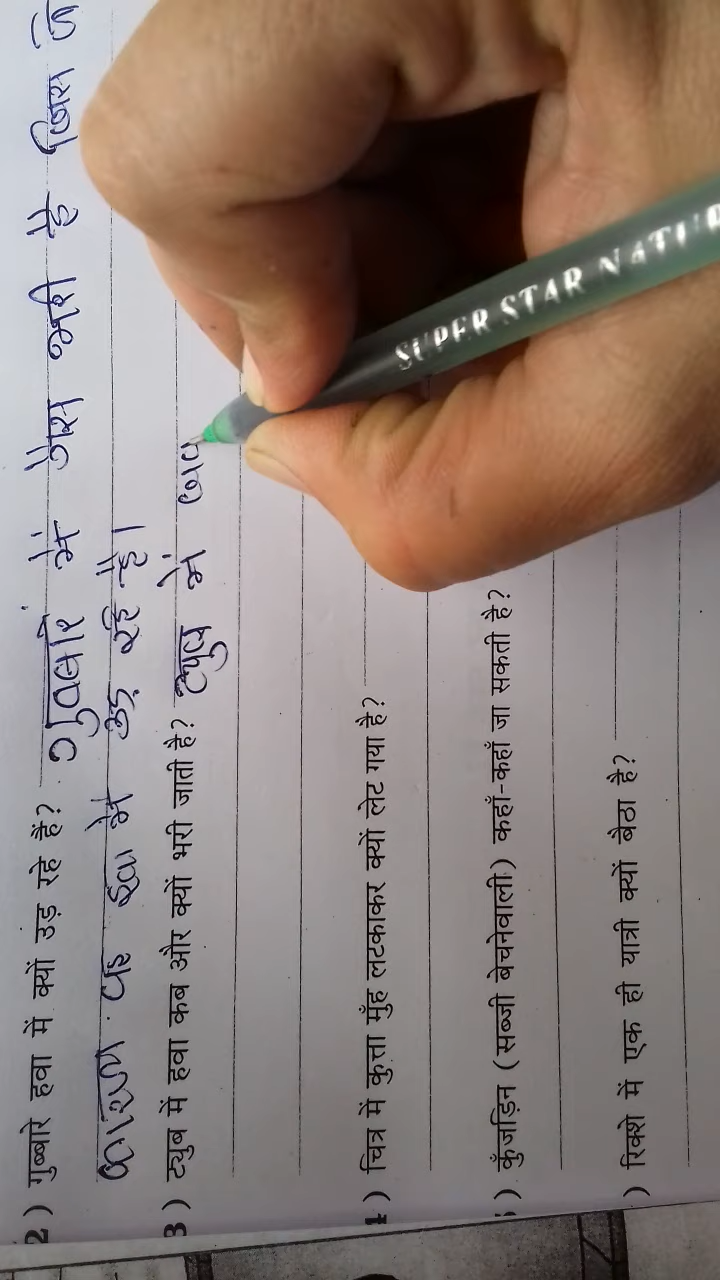 2) गुब्बारे हवा में क्यों उड़ रहे हैं? गुब्बारे में गैस भरी है जिस
कारण वह हवा में उड़ रहे है।
3) ट्युब में हवा कब और क्यों भरी जाती है? ट्युब में
) चित्र में कुत्ता मुँह लटकाकर क्यों लेट गया है?
) कुँजड़िन (सब्जी बेचनेवाली) कहाँ-कहाँ जा सकती है?
) रिक्शे में एक ही यात्री क्यों बैठा है?
SUPER STAR NATUR